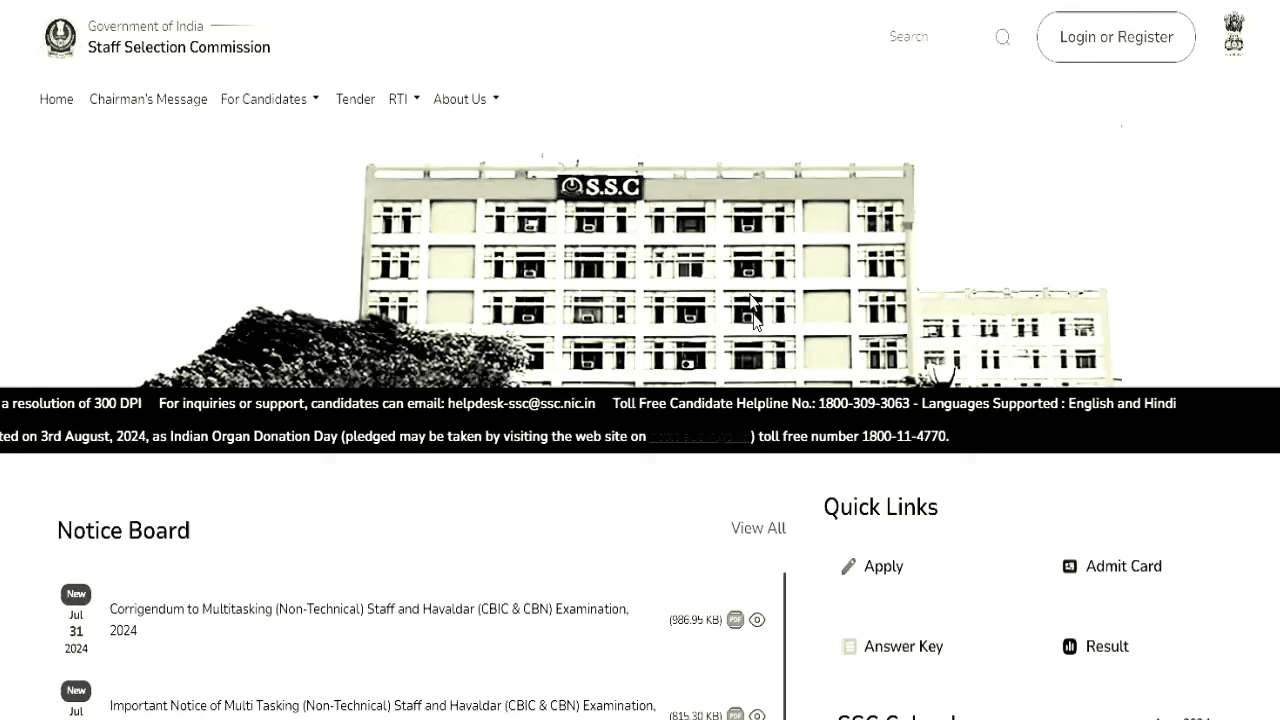 Government of India
Staff Selection Commission
Search
Login or Register
Home Chairman's Message For Candidates Tender RTI About Us
S.S.C
a resolution of 300 DPI For inquiries or support, candidates can email: helpdesk-ssc@ssc.nic.in Toll Free Candidate Helpline No.: 1800-309-3063 - Languages Supported : English and Hindi
ted on 3rd August, 2024, as Indian Organ Donation Day (pledged may be taken by visiting the web site on ) toll free number 1800-11-4770.
Notice Board
View All
New
Jul
31
2024
Corrigendum to Multitasking (Non-Technical) Staff and Havaldar (CBIC & CBN) Examination,
2024
(986.95 KB) PDF
New
Jul
Important Notice of Multi Tasking (Non-Technical) Staff and Havaldar (CBIC & CBN) Examination,
(815.30 KB) PDF
Quick Links
Apply
Admit Card
Answer Key
Result